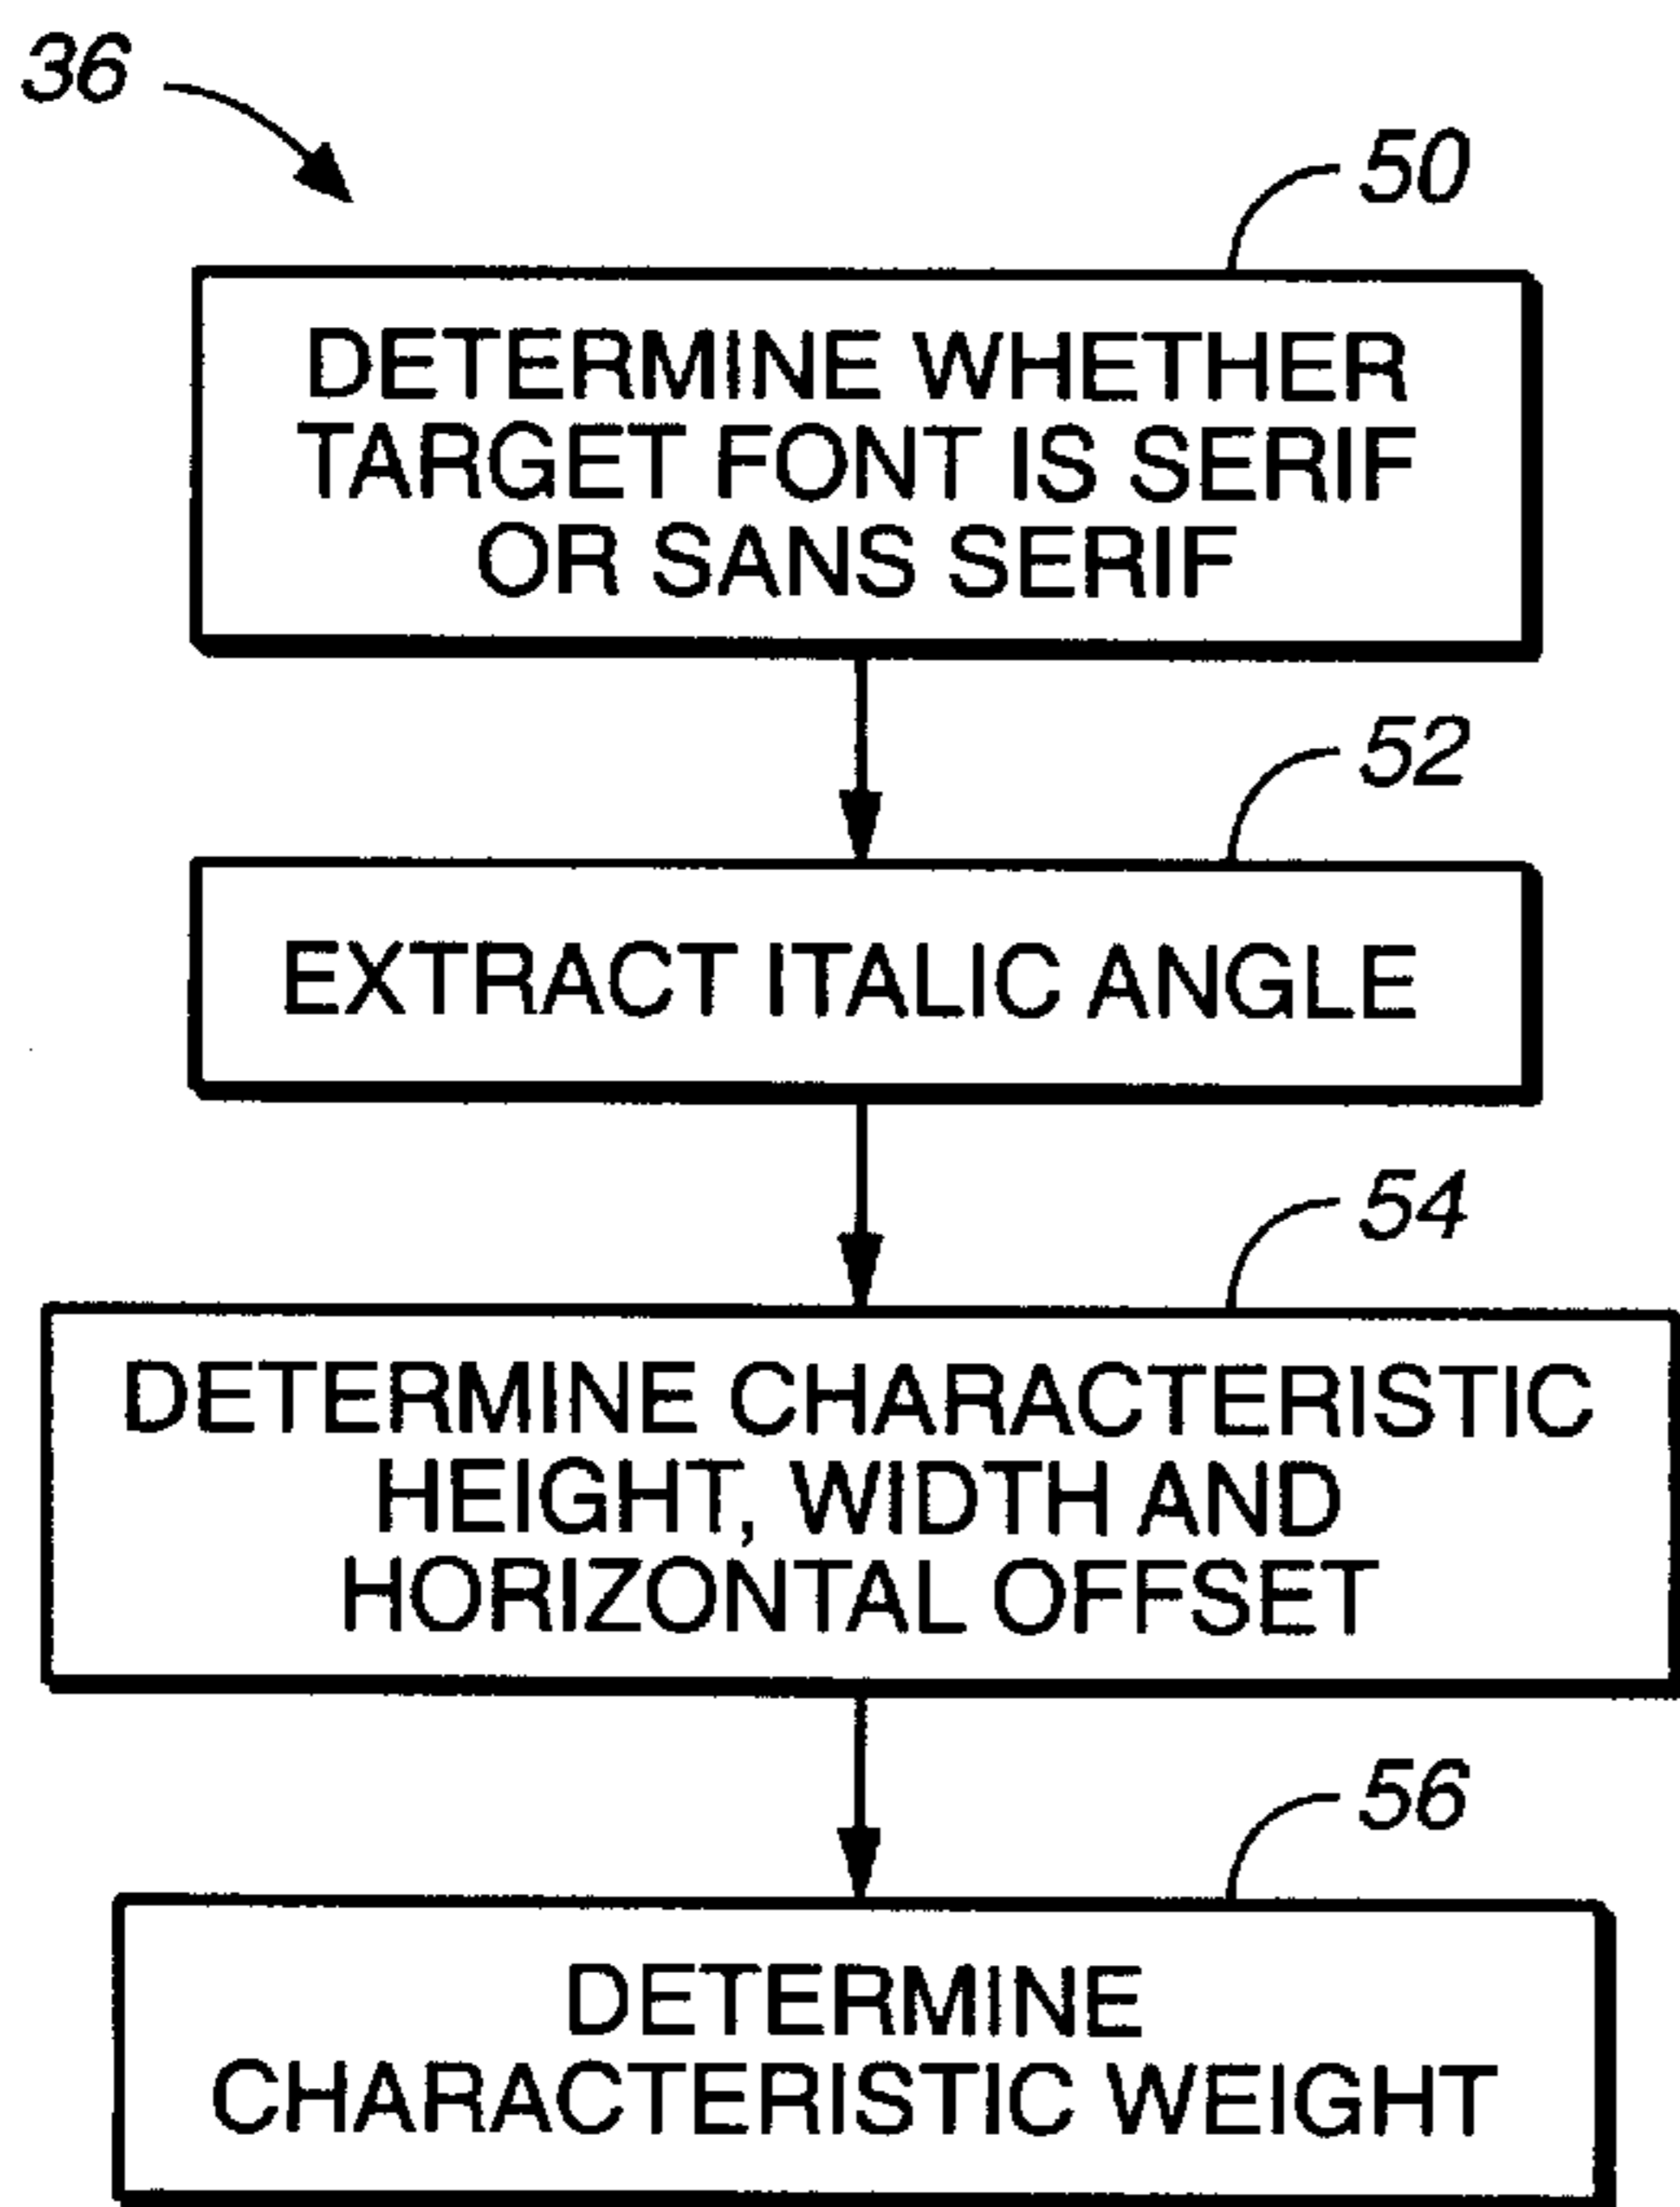 36
50
DETERMINE WHETHER
TARGET FONT IS SERIF
OR SANS SERIF
52
EXTRACT ITALIC ANGLE
54
DETERMINE CHARACTERISTIC
HEIGHT, WIDTH AND
HORIZONTAL OFFSET
56
DETERMINE
CHARACTERISTIC WEIGHT